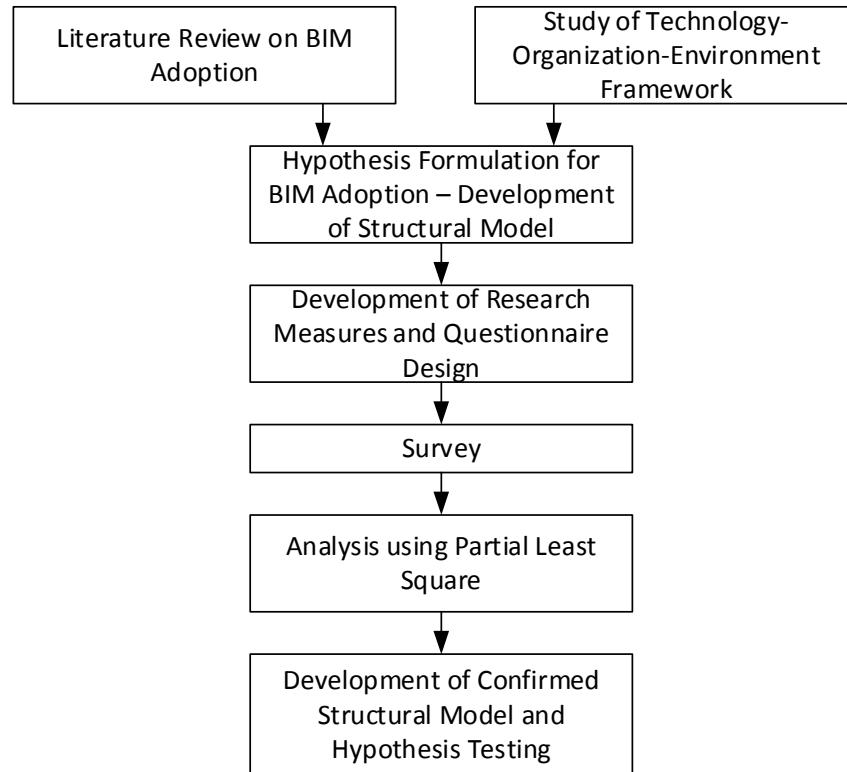 Literature Review on BIM
Adoption
Study of Technology-
Organization-Environment
Framework
Hypothesis Formulation for
BIM Adoption – Development
of Structural Model
Development of Research
Measures and Questionnaire
Design
Survey
Analysis using Partial Least
Square
Development of Confirmed
Structural Model and
Hypothesis Testing